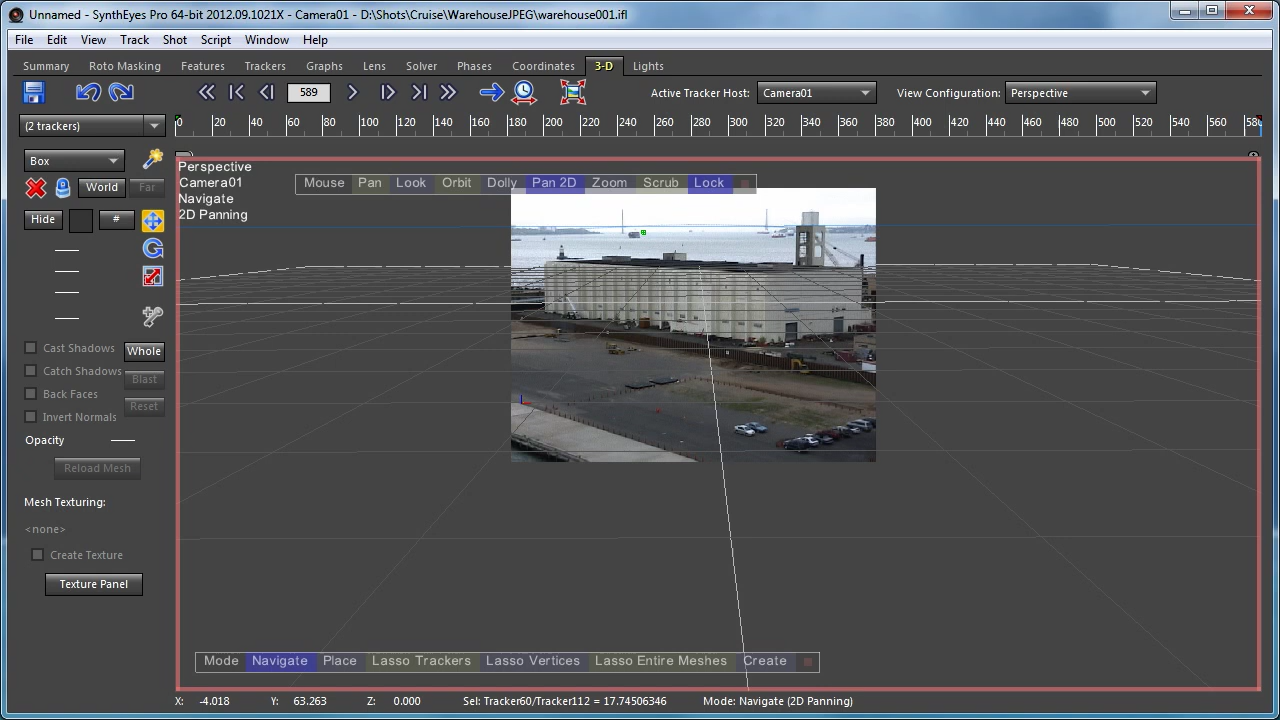 Unnamed - SynthEyes Pro 64-bit 2012.09.1021X - Camera01 - D:\Shots\Cruise\WarehouseJPEG\warehouse001.ifl
File Edit View Track Shot Script Window Help
Summary Roto Masking Features Trackers Graphs Lens Solver Phases Coordinates 3-D Lights
589 Active Tracker Host: Camera01 View Configuration: Perspective
(2 trackers) 0 20 40 60 80 100 120 140 160 180 200 220 240 260 280 300 320 340 360 380 400 420 440 460 480 500 520 540 560 580
Box
World Far
Hide #
Perspective
Camera01
Navigate
2D Panning
Mouse Pan Look Orbit Dolly Pan 2D Zoom Scrub Lock
Cast Shadows Whole
Catch Shadows Blast
Back Faces
Invert Normals Reset
Opacity
Reload Mesh
Mesh Texturing:
<none>
Create Texture
Texture Panel
Mode Navigate Place Lasso Trackers Lasso Vertices Lasso Entire Meshes Create
X: -4.018 Y: 63.263 Z: 0.000 Sel: Tracker60/Tracker112 = 17.74506346 Mode: Navigate (2D Panning)